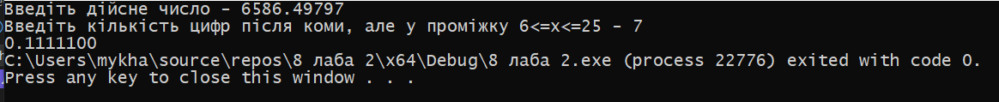 Введіть дійсне число – 6586.49797
Введіть кількість цифр після коми, але у проміжку 6<=x<=25 – 7
0.1111100
C:\Users\mykha\source\repos\8 лаба 2\x64\Debug\8 лаба 2.exe (process 22776) exited with code 0.
Press any key to close this window . . .